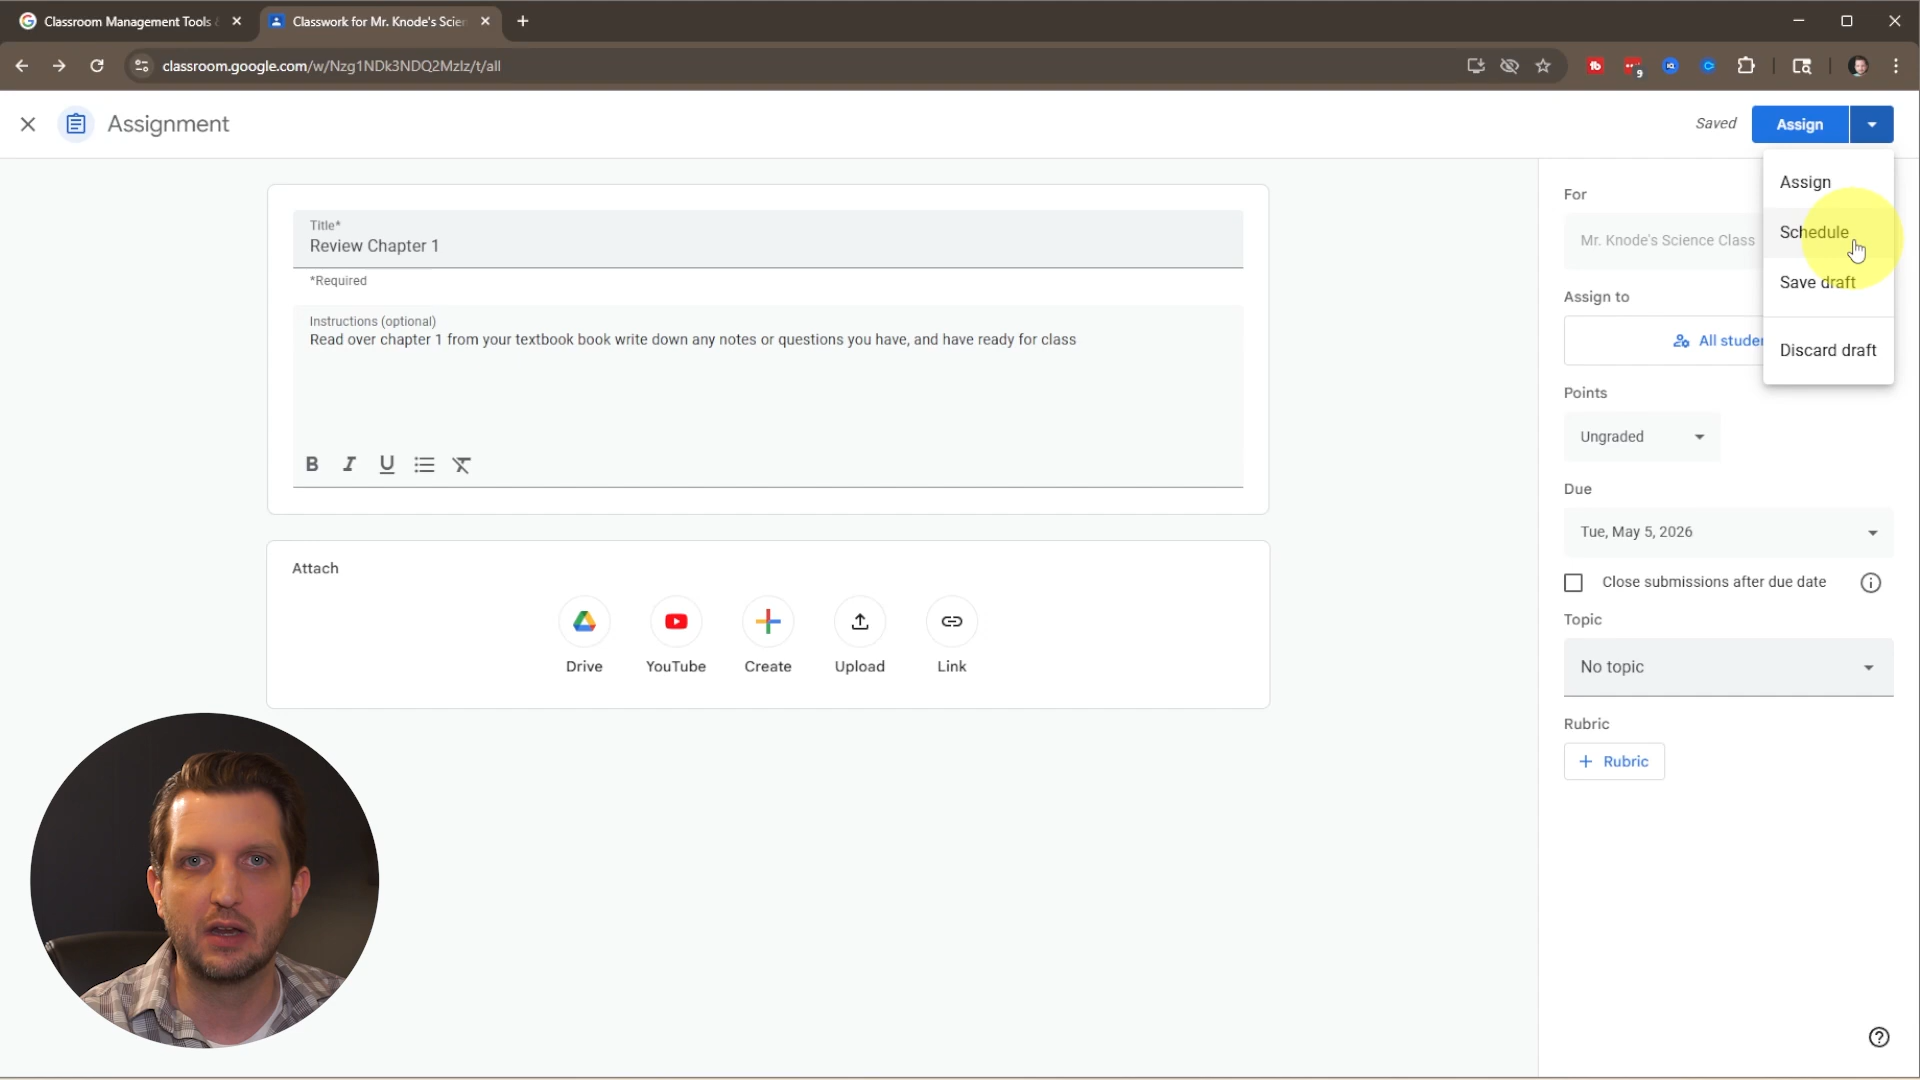 Classroom Management Tools &
Classwork for Mr. Knode's Scien
classroom.google.com/w/Nzg1NDk3NDQ2MzIz/t/all
9
Assignment
Saved
Assign
Assign
Schedule
Save draft
Discard draft
Title*
Review Chapter 1
*Required
Instructions (optional)
Read over chapter 1 from your textbook book write down any notes or questions you have, and have ready for class
B I U
Attach
Drive
YouTube
Create
Upload
Link
For
Mr. Knode's Science Class
Assign to
All studen
Points
Ungraded
Due
Tue, May 5, 2026
Close submissions after due date
Topic
No topic
Rubric
+ Rubric